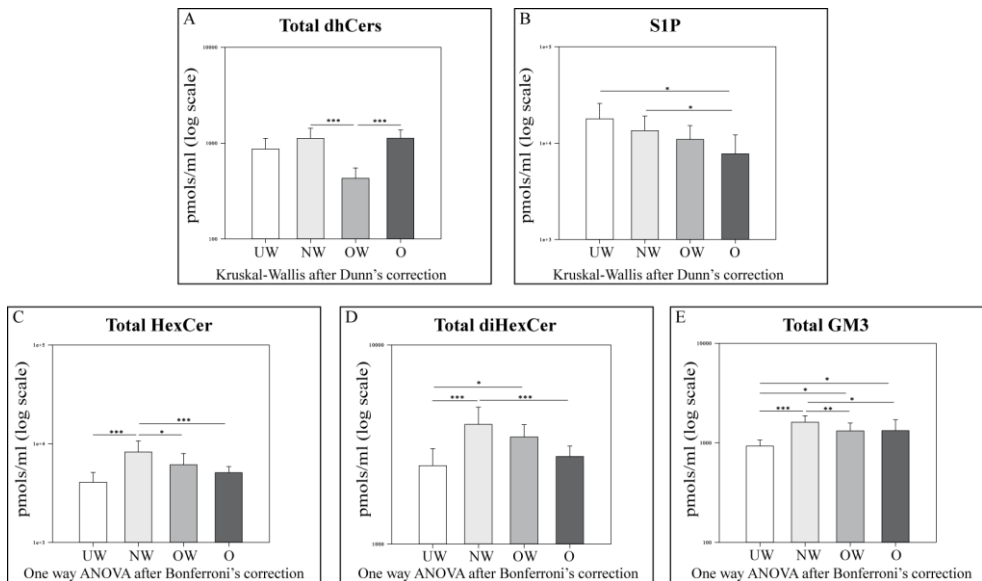 A
Total dhCers
pmols/ml (log scale)
10000
1000
100
***
***
UW NW OW O
Kruskal-Wallis after Dunn's correction
B
S1P
pmols/ml (log scale)
1e+5
1e+4
1e+3
*
*
UW NW OW O
Kruskal-Wallis after Dunn's correction
C
Total HexCer
pmols/ml (log scale)
1e+5
1e+4
1e+3
***
***
*
UW NW OW O
One way ANOVA after Bonferroni's correction
D
Total diHexCer
pmols/ml (log scale)
10000
1000
*
***
***
UW NW OW O
One way ANOVA after Bonferroni's correction
E
Total GM3
pmols/ml (log scale)
10000
1000
100
*
*
*
***
**
UW NW OW O
One way ANOVA after Bonferroni's correction